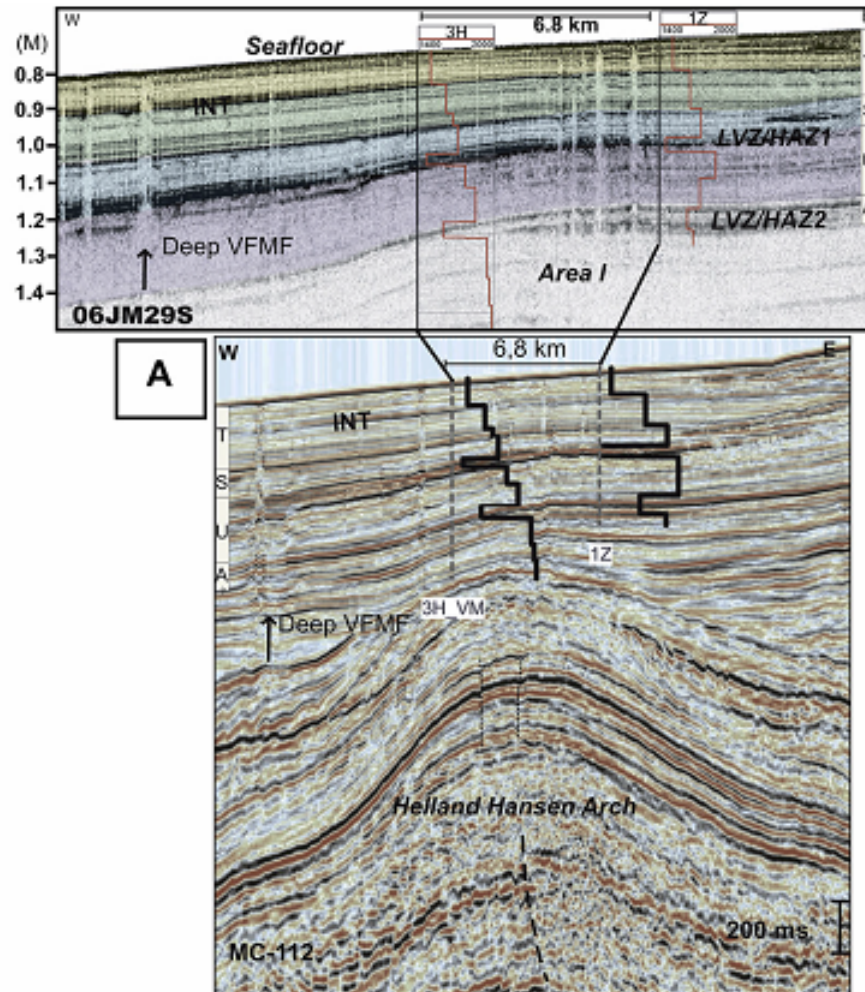 W
6.8 km
3H
1Z
1400 2000
1400 2000
(M)
Seafloor
0.8
0.9
INT
1.0
LVZ/HAZ1
1.1
1.2
LVZ/HAZ2
Deep VFMF
1.3
Area I
1.4
06JM29S
A
W
6,8 km
E
INT
T
S
U
1Z
A
3H_VM
Deep VFMF
Helland Hansen Arch
200 ms
MC-112